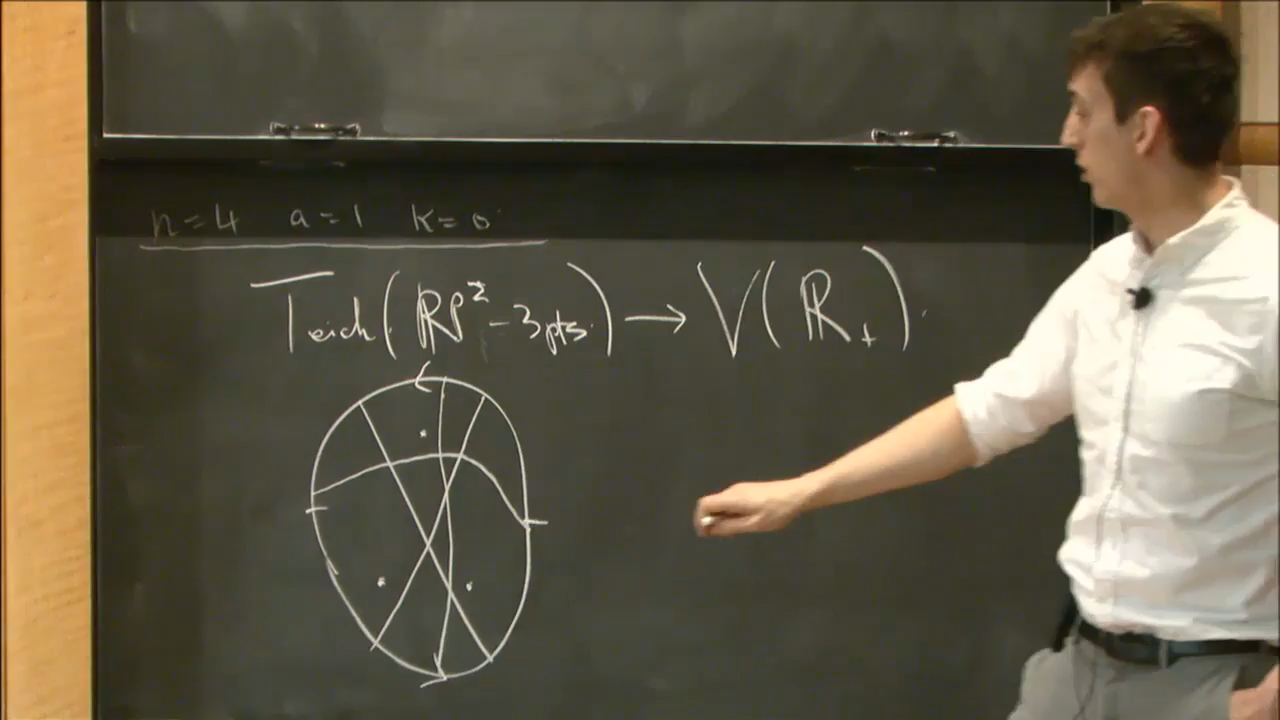 n=4 a=1 k=0
Teich(ℝP² - 3pts.) → V(ℝ₊).